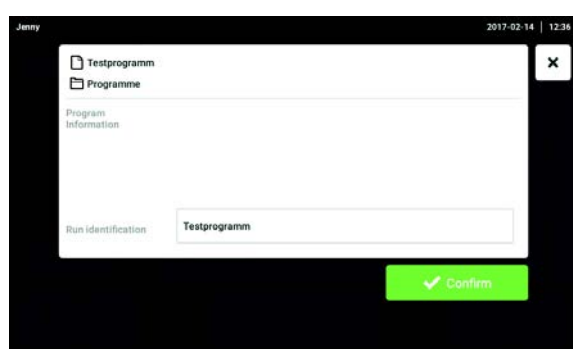 Jenny
2017-02-14 | 12:36
Testprogramm
Programme
Program
Information
Run identification
Testprogramm
Confirm